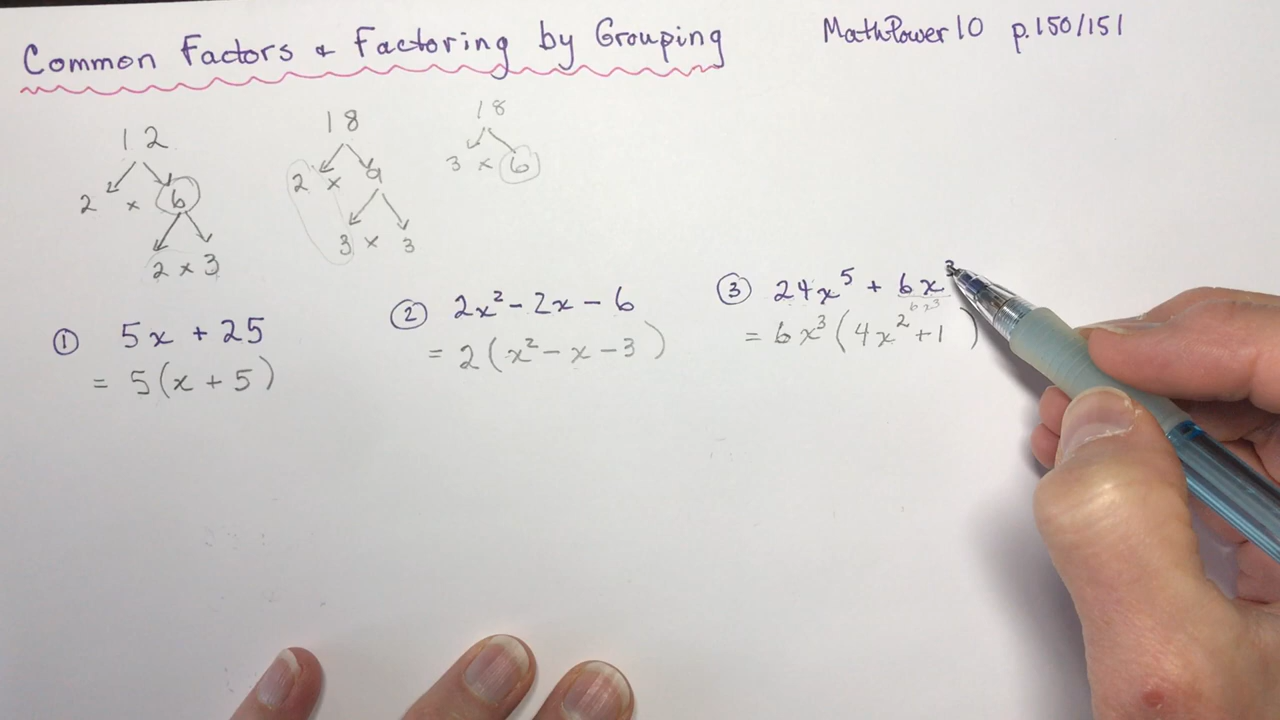 Common Factors & Factoring by Grouping
MathPower 10 p.150/151
12
2 × 6
2 × 3
18
2 × 9
3 × 3
18
3 × 6
① 5x + 25
= 5(x + 5)
② 2x² − 2x − 6
= 2(x² − x − 3)
③ 24x⁵ + 6x³
6x³
= 6x³(4x² + 1)